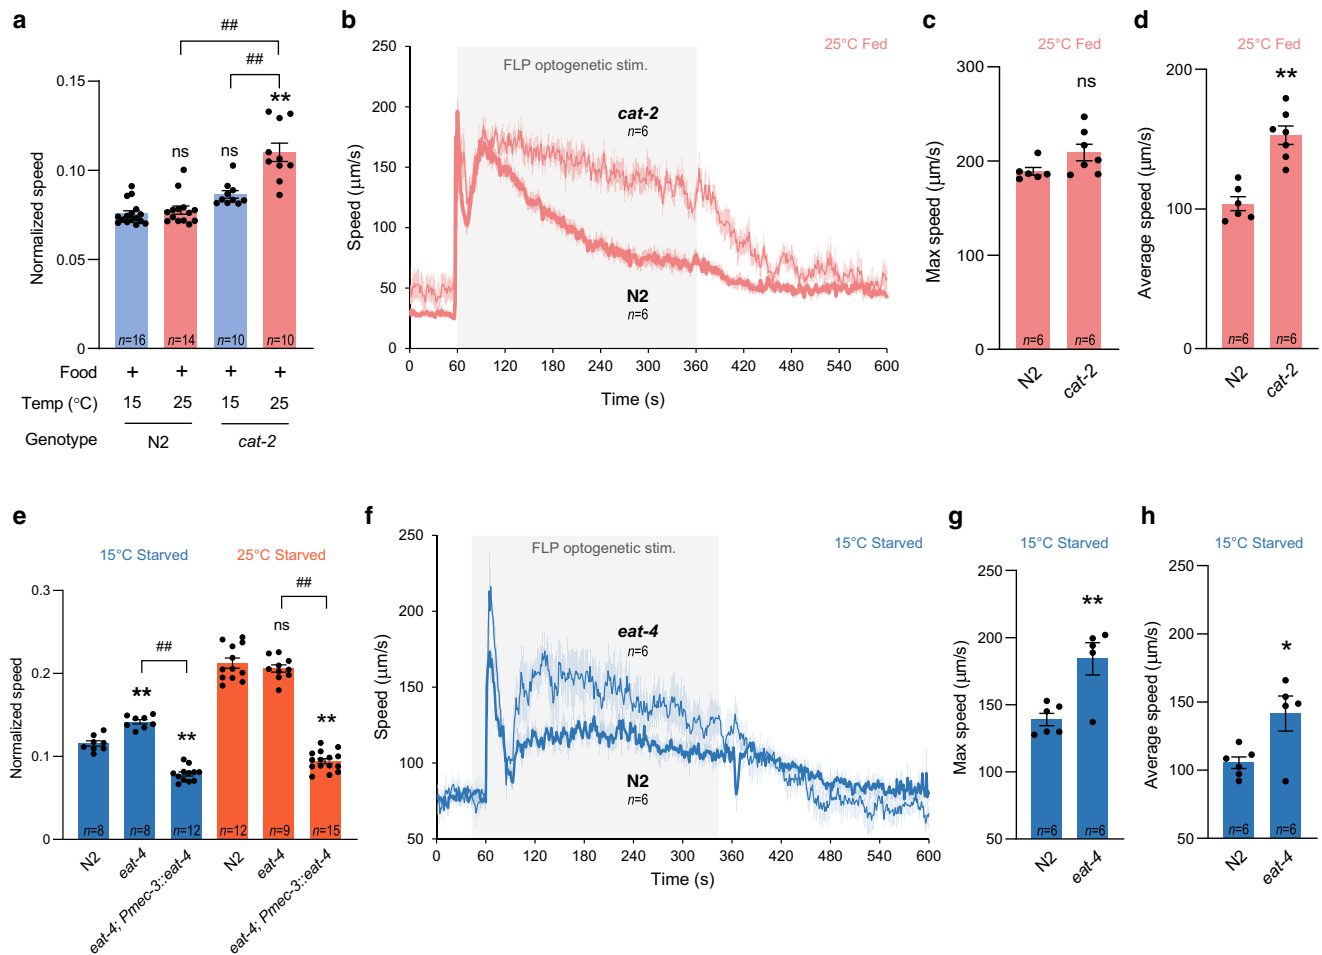 a
##
##
**
ns
ns
Normalized speed
0.15
0.10
0.05
0
n=16
n=14
n=10
n=10
Food + + + +
Temp (°C) 15 25 15 25
Genotype N2 cat-2
b
25°C Fed
FLP optogenetic stim.
cat-2
n=6
N2
n=6
Speed (µm/s)
250
200
150
100
50
0
0 60 120 180 240 300 360 420 480 540 600
Time (s)
c
25°C Fed
ns
Max speed (µm/s)
300
200
100
0
n=6 n=6
N2 cat-2
d
25°C Fed
**
Average speed (µm/s)
200
100
0
n=6 n=6
N2 cat-2
e
15°C Starved
25°C Starved
##
ns
##
**
**
**
Normalized speed
0.3
0.2
0.1
0
n=8 n=8 n=12 n=12 n=9 n=15
N2 eat-4 eat-4; Pmec-3::eat-4 N2 eat-4 eat-4; Pmec-3::eat-4
f
15°C Starved
FLP optogenetic stim.
eat-4
n=6
N2
n=6
Speed (µm/s)
250
200
150
100
50
0 60 120 180 240 300 360 420 480 540 600
Time (s)
g
15°C Starved
**
Max speed (µm/s)
250
200
150
100
50
n=6 n=6
N2 eat-4
h
15°C Starved
*
Average speed (µm/s)
250
200
150
100
50
n=6 n=6
N2 eat-4